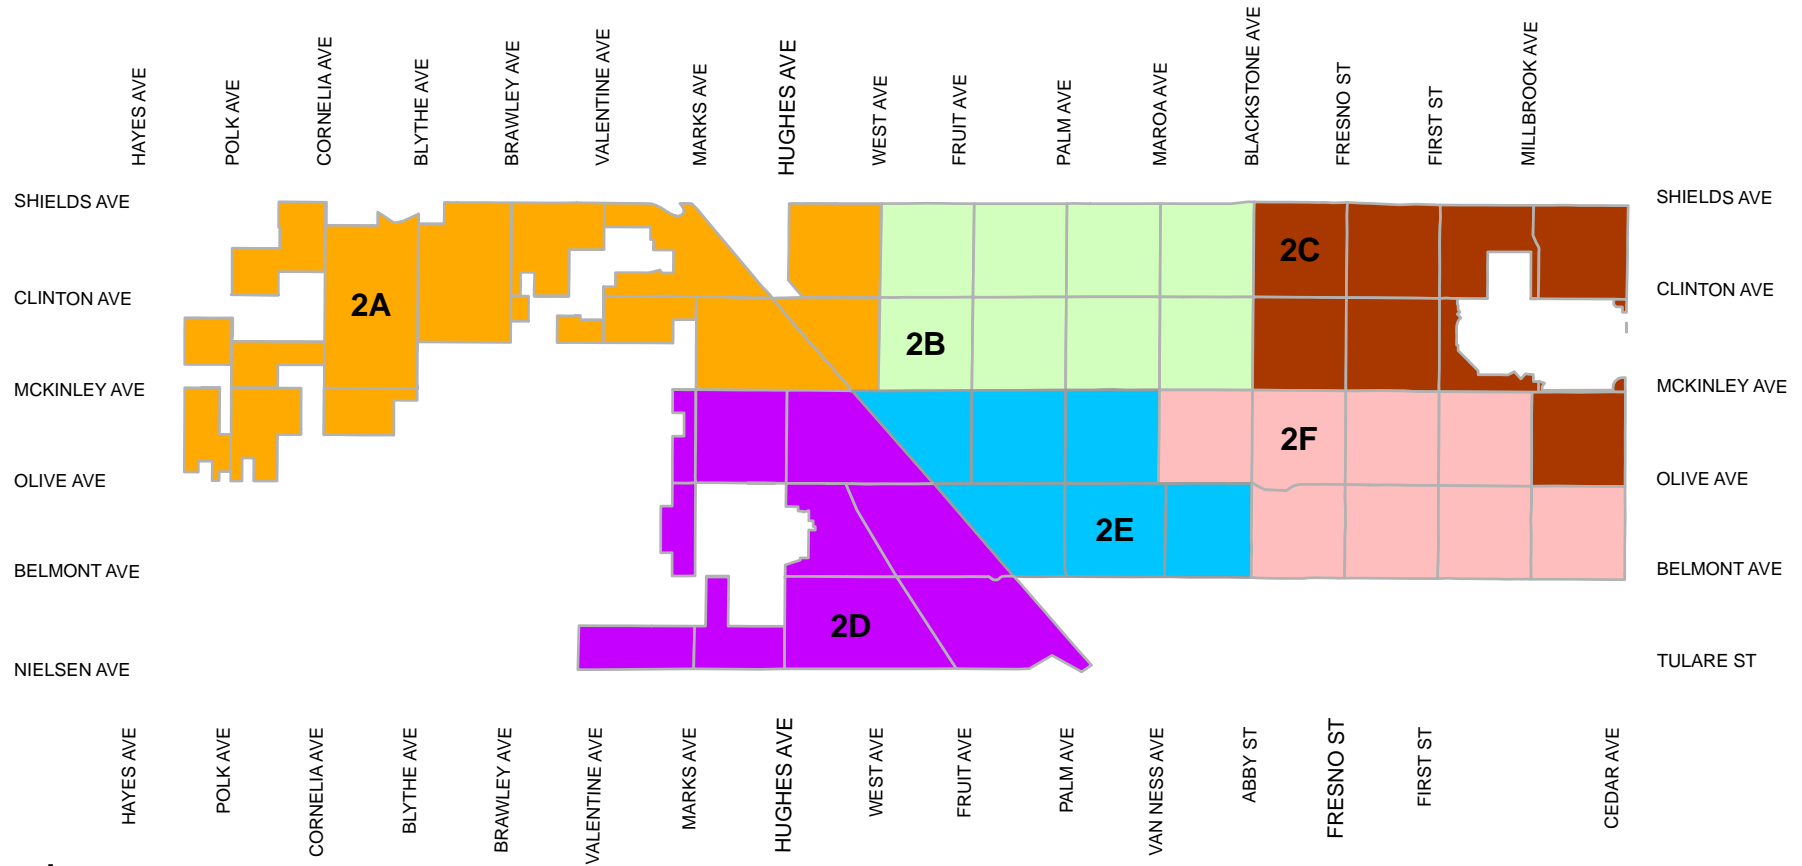 HAYES AVE
POLK AVE
CORNELIA AVE
BLYTHE AVE
BRAWLEY AVE
VALENTINE AVE
MARKS AVE
HUGHES AVE
WEST AVE
FRUIT AVE
PALM AVE
MAROA AVE
BLACKSTONE AVE
FRESNO ST
FIRST ST
MILLBROOK AVE
SHIELDS AVE
SHIELDS AVE
2C
CLINTON AVE
2A
CLINTON AVE
2B
MCKINLEY AVE
MCKINLEY AVE
2F
OLIVE AVE
OLIVE AVE
2E
BELMONT AVE
BELMONT AVE
2D
NIELSEN AVE
TULARE ST
HAYES AVE
POLK AVE
CORNELIA AVE
BLYTHE AVE
BRAWLEY AVE
VALENTINE AVE
MARKS AVE
HUGHES AVE
WEST AVE
FRUIT AVE
PALM AVE
VAN NESS AVE
ABBY ST
FRESNO ST
FIRST ST
CEDAR AVE